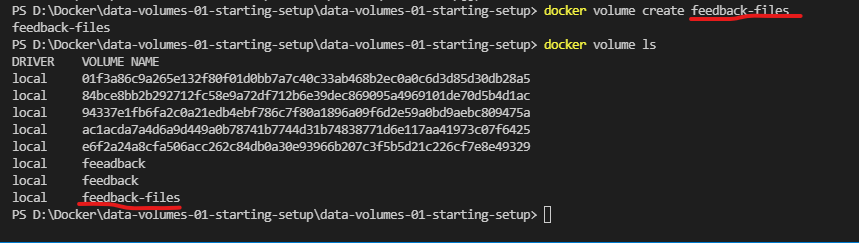 PS D:\Docker\data-volumes-01-starting-setup\data-volumes-01-starting-setup> docker volume create feedback-files
feedback-files
PS D:\Docker\data-volumes-01-starting-setup\data-volumes-01-starting-setup> docker volume ls
DRIVER    VOLUME NAME
local     01f3a86c9a265e132f80f01d0bb7a7c40c33ab468b2ec0a0c6d3d85d30db28a5
local     84bce8bb2b292712fc58e9a72df712b6e39dec869095a4969101de70d5b4d1ac
local     94337e1fb6fa2c0a21edb4ebf786c7f80a1896a09f6d2e59a0bd9aebc809475a
local     ac1acda7a4d6a9d449a0b78741b7744d31b74838771d6e117aa41973c07f6425
local     e6f2a24a8cfa506acc262c84db0a30e93966b207c3f5b5d21c226cf7e8e49329
local     feeadback
local     feedback
local     feedback-files
PS D:\Docker\data-volumes-01-starting-setup\data-volumes-01-starting-setup>